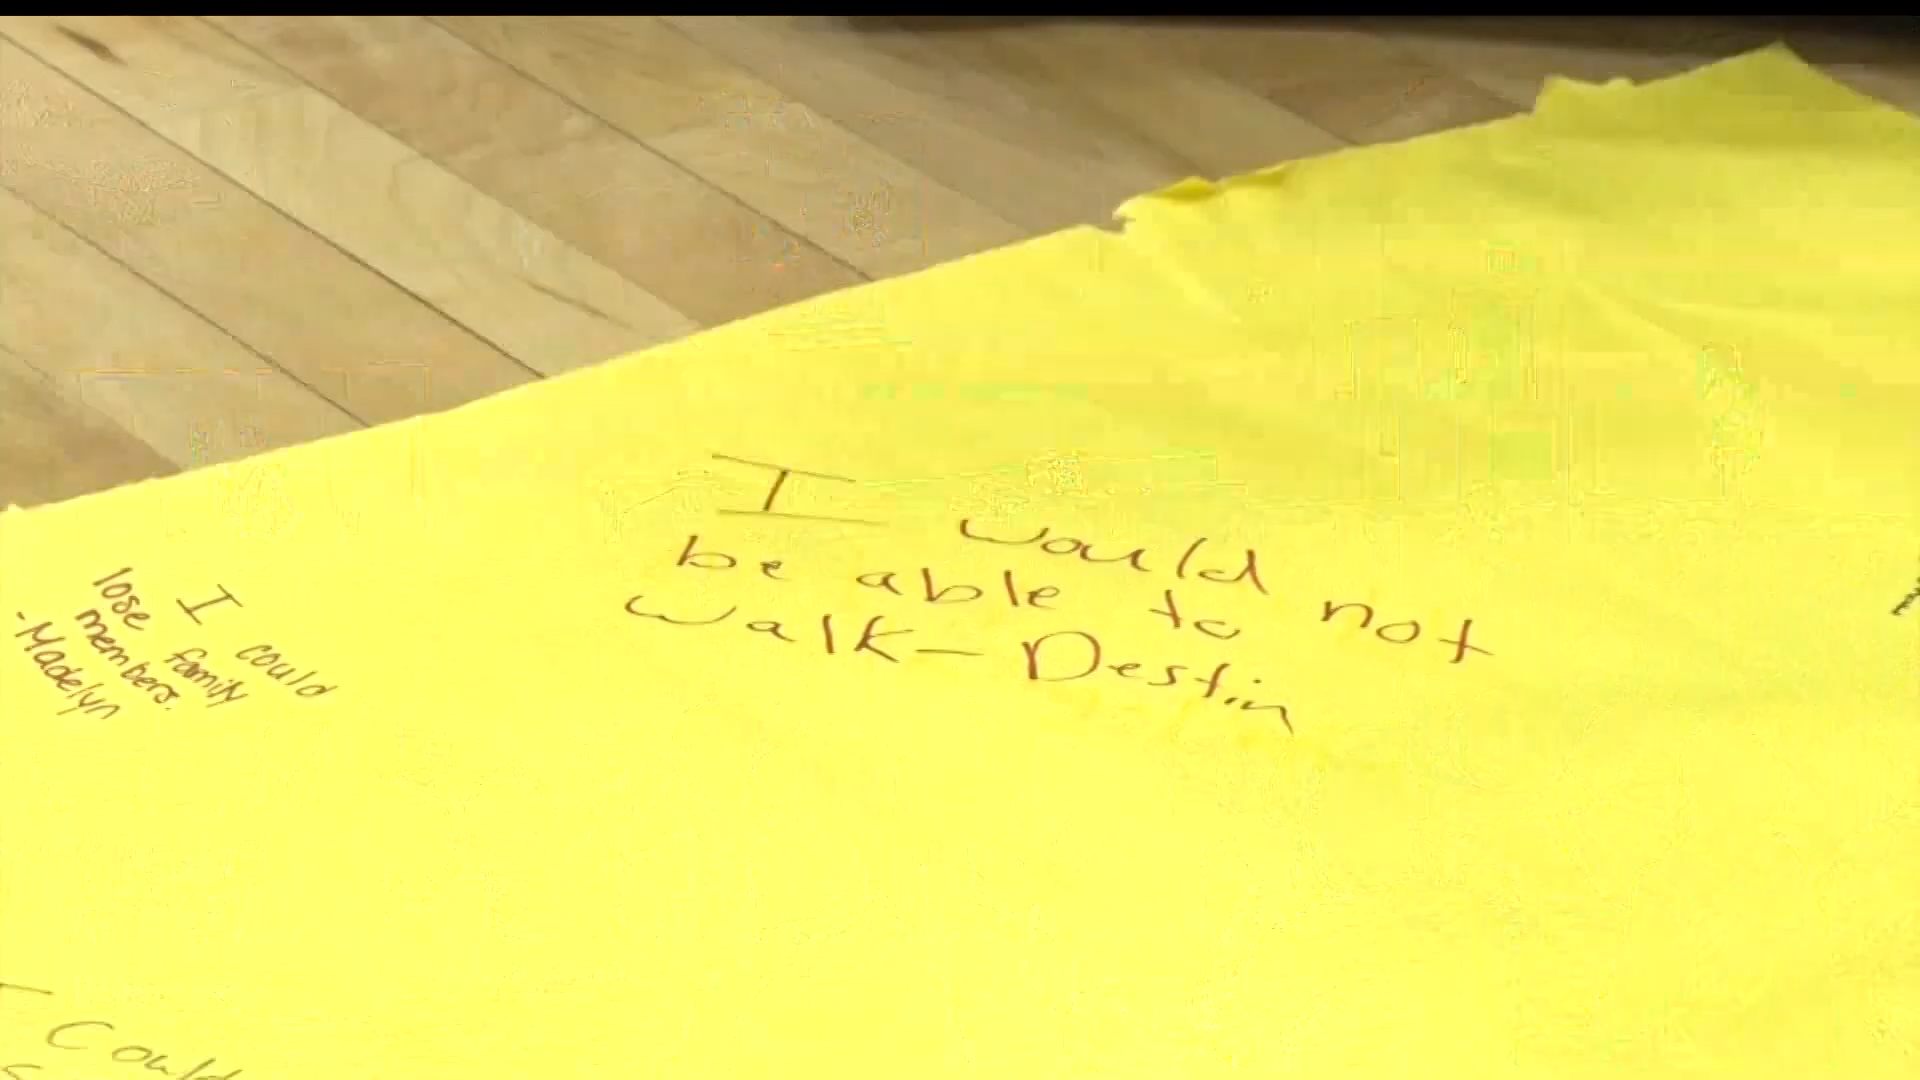 I could
lose family
members.
-Madelyn
I would not
be able to
walk- Destin
I Could